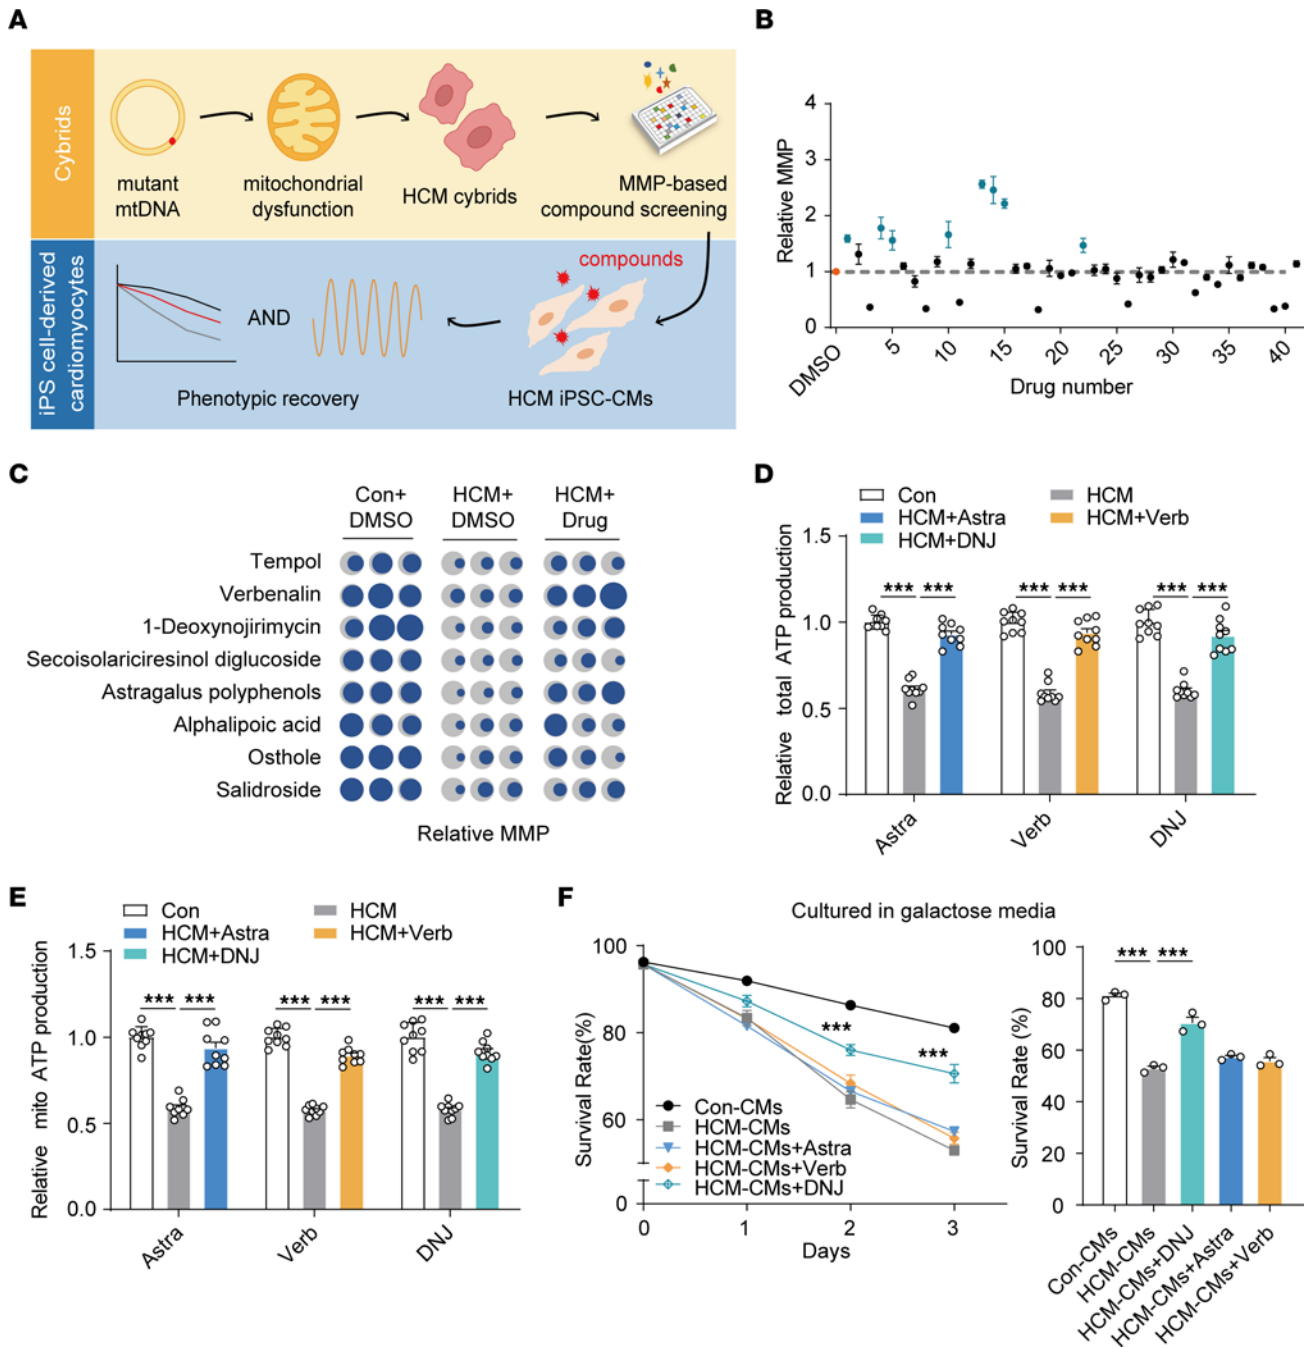 A
Cybrids
mutant
mtDNA
mitochondrial
dysfunction
HCM cybrids
MMP-based
compound screening
iPS cell-derived
cardiomyocytes
compounds
AND
Phenotypic recovery
HCM iPSC-CMs
B
Relative MMP
4
3
2
1
0
DMSO
5
10
15
20
25
30
35
40
Drug number
C
Con+
DMSO
HCM+
DMSO
HCM+
Drug
Tempol
Verbenalin
1-Deoxynojirimycin
Secoisolariciresinol diglucoside
Astragalus polyphenols
Alphalipoic acid
Osthole
Salidroside
Relative MMP
D
Con
HCM
HCM+Astra
HCM+Verb
HCM+DNJ
Relative total ATP production
1.5
1.0
0.5
0.0
*** ***
*** ***
*** ***
Astra
Verb
DNJ
E
Con
HCM
HCM+Astra
HCM+Verb
HCM+DNJ
Relative mito ATP production
1.5
1.0
0.5
0.0
*** ***
*** ***
*** ***
Astra
Verb
DNJ
F
Cultured in galactose media
Survival Rate(%)
100
80
60
0
***
***
Con-CMs
HCM-CMs
HCM-CMs+Astra
HCM-CMs+Verb
HCM-CMs+DNJ
0
1
2
3
Days
Survival Rate (%)
100
80
60
40
20
0
*** ***
Con-CMs
HCM-CMs
HCM-CMs+DNJ
HCM-CMs+Astra
HCM-CMs+Verb